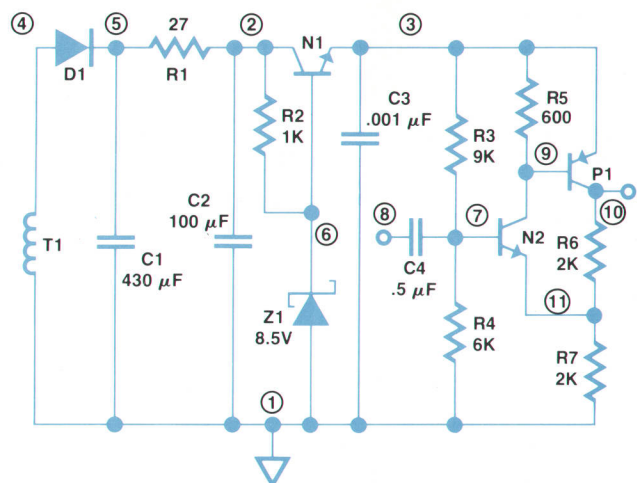 ④
⑤
27
②
N1
③
D1
R1
C3
.001 µF
R2
1K
R3
9K
R5
600
⑨
P1
⑩
C2
100 µF
⑥
⑧
⑦
N2
T1
C1
430 µF
C4
.5 µF
R6
2K
⑪
Z1
8.5V
R4
6K
R7
2K
①